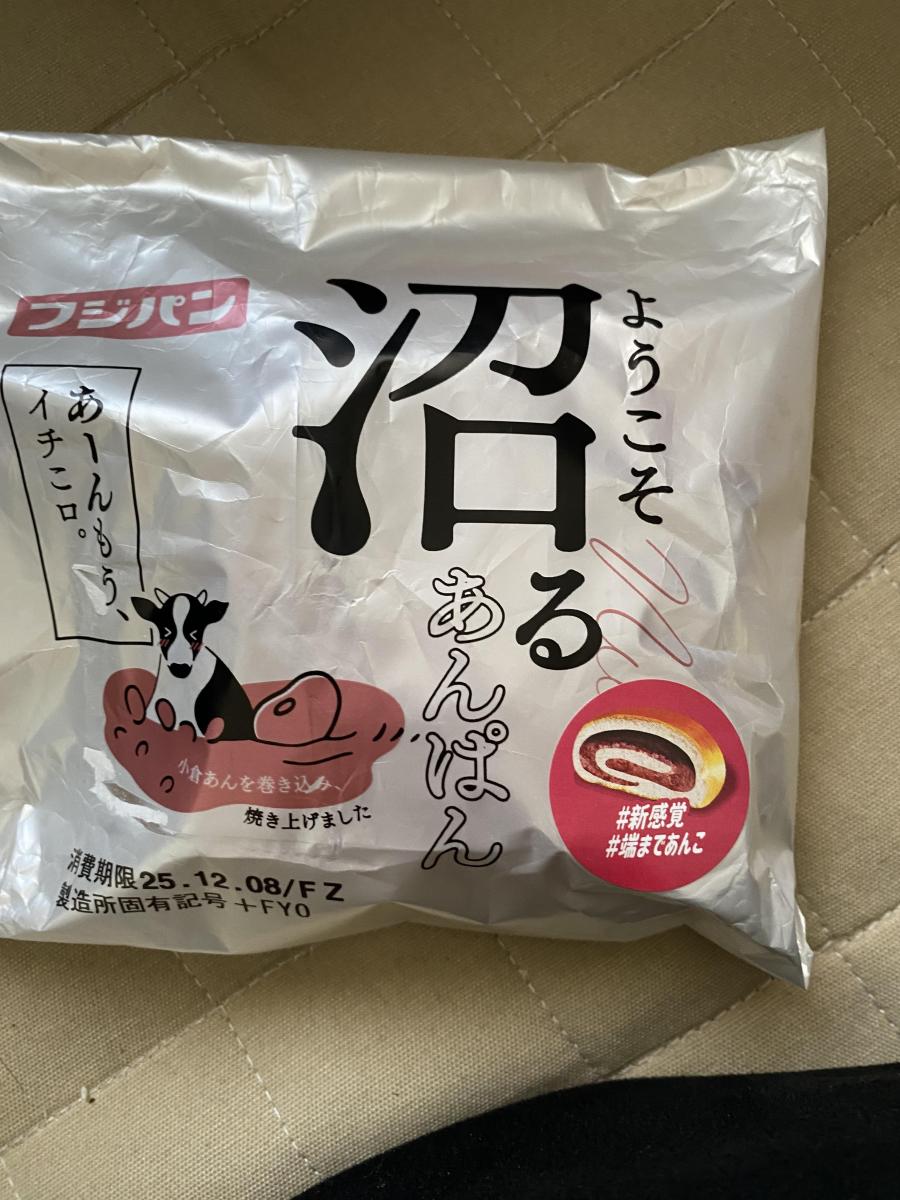 フジパン
ようこそ
沼る
あんぱん
あーんもう、
イチコロ。
小倉あんを巻き込み、
焼き上げました
#新感覚
#端まであんこ
消費期限25.12.08/FZ
製造所固有記号+FY0